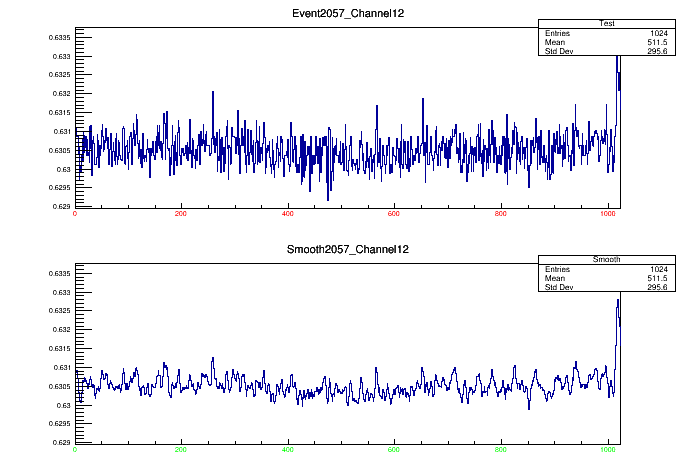 Event2057_Channel12
Test
Entries 1024
Mean 511.5
Std Dev 295.6
0.6335
0.633
0.6325
0.632
0.6315
0.631
0.6305
0.63
0.6295
0.629
0 200 400 600 800 1000
Smooth2057_Channel12
Smooth
Entries 1024
Mean 511.5
Std Dev 295.6
0.6335
0.633
0.6325
0.632
0.6315
0.631
0.6305
0.63
0.6295
0.629
0 200 400 600 800 1000